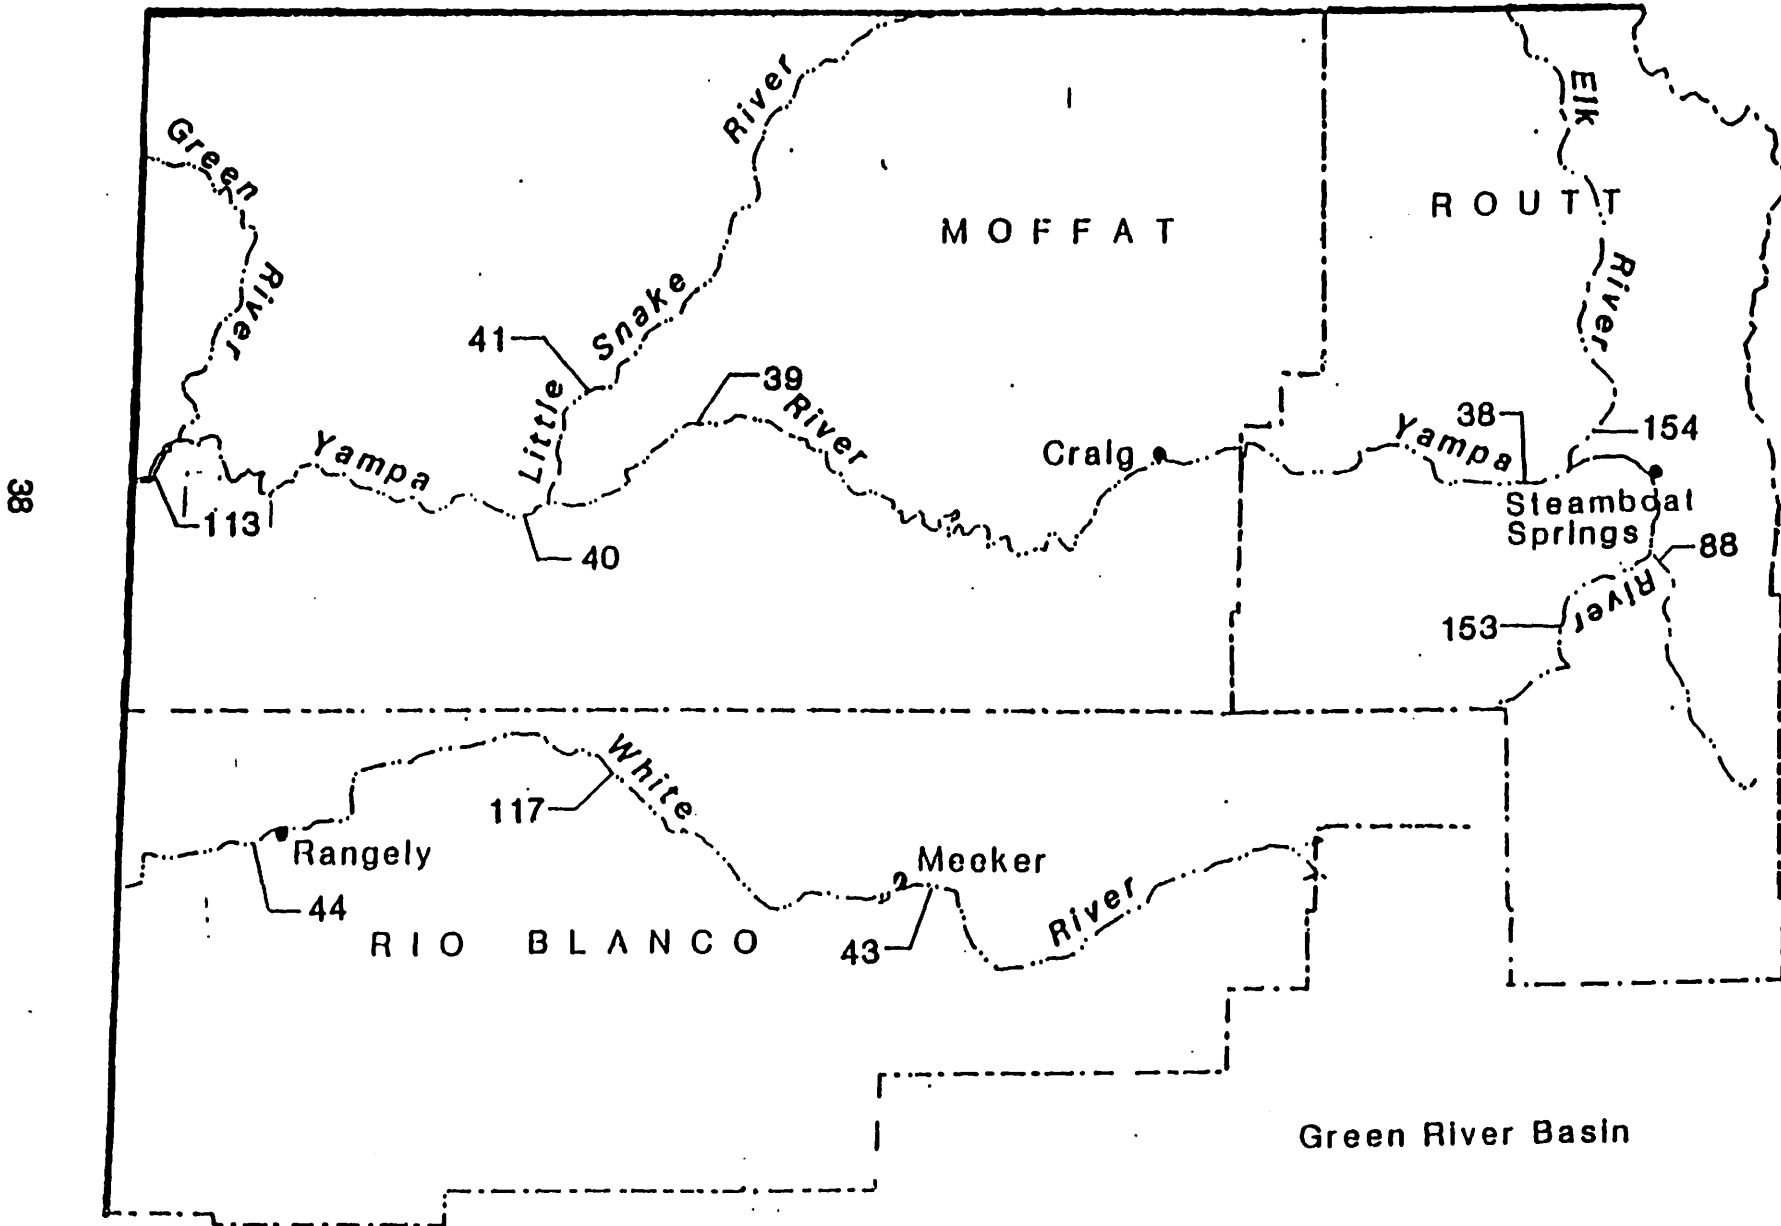 Green
River
Little
Snake
River
Elk
River
MOFFAT
ROUTT
41
39
River
Yampa
Craig
Yampa
38
154
Steamboat
Springs
88
River
153
113
40
38
White
117
Rangely
44
Meeker
43
River
RIO BLANCO
Green River Basin